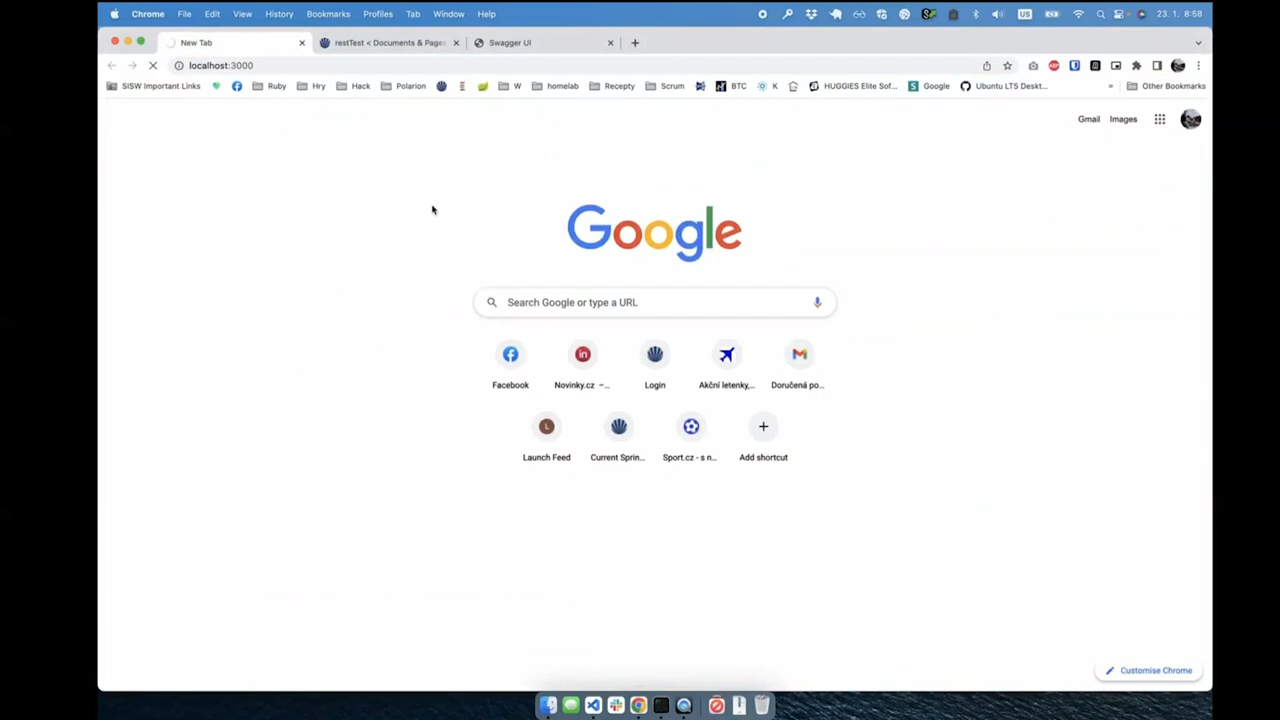 Chrome File Edit View History Bookmarks Profiles Tab Window Help US 23. 1. 8:58
New Tab restTest < Documents & Pages Swagger UI
localhost:3000
SISW Important Links Ruby Hry Hack Polarion W homelab Recepty Scrum BTC K HUGGIES Elite Sof... Google Ubuntu LTS Deskt... » Other Bookmarks
Gmail Images
Google
Search Google or type a URL
Facebook Novinky.cz –... Login Akční letenky,... Doručená po...
L
Launch Feed Current Sprin... Sport.cz - s n... Add shortcut
Customise Chrome